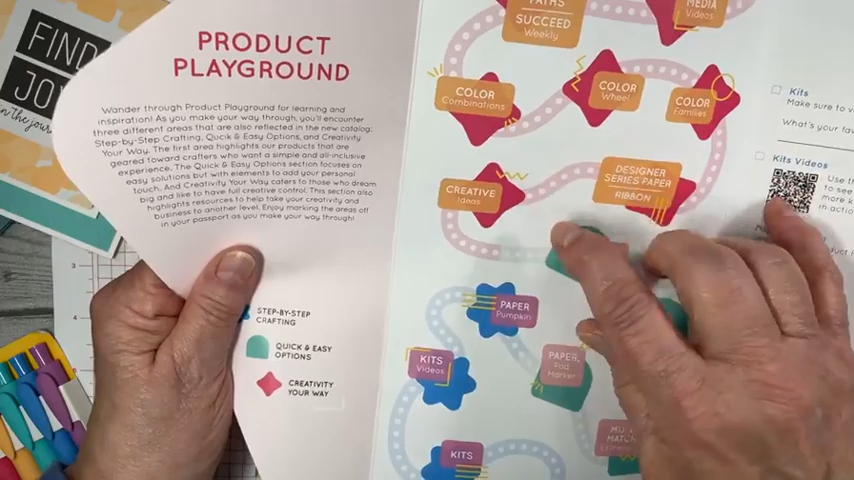 FIND
JOY
in the jour
PRODUCT
PLAYGROUND
Wander through Product Playground for learning and
inspiration! As you make your way through, you'll encounter
three different areas that are also reflected in the new catalog:
Step-by-Step Crafting, Quick & Easy Options, and Creativity
Your Way. The first area highlights our products that are
geared toward crafters who want a simple and all-inclusive
experience. The Quick & Easy Options section focuses on
easy solutions but with elements to add your personal
touch. And Creativity Your Way caters to those who dream
big and like to have full creative control. This section also
highlights resources to help take your creativity and
business to another level. Enjoy marking the areas off
in your passport as you make your way through!
STEP-BY-STEP
CRAFTING
QUICK & EASY
OPTIONS
CREATIVITY
YOUR WAY
PATHS
SUCCEED
Weekly
MEDIA
Videos
COLOR
Combinations
COLOR
Wheel
COLOR
Families
CREATIVE
Ideas
DESIGNER
SERIES PAPER
RIBBON
PAPER
Pumpkin
KITS
Videos
PAPER,
Pad
KITS
Kits
Make sure to v
What's your fav
Kits Videos
Use th
to see
more
in action
3
4